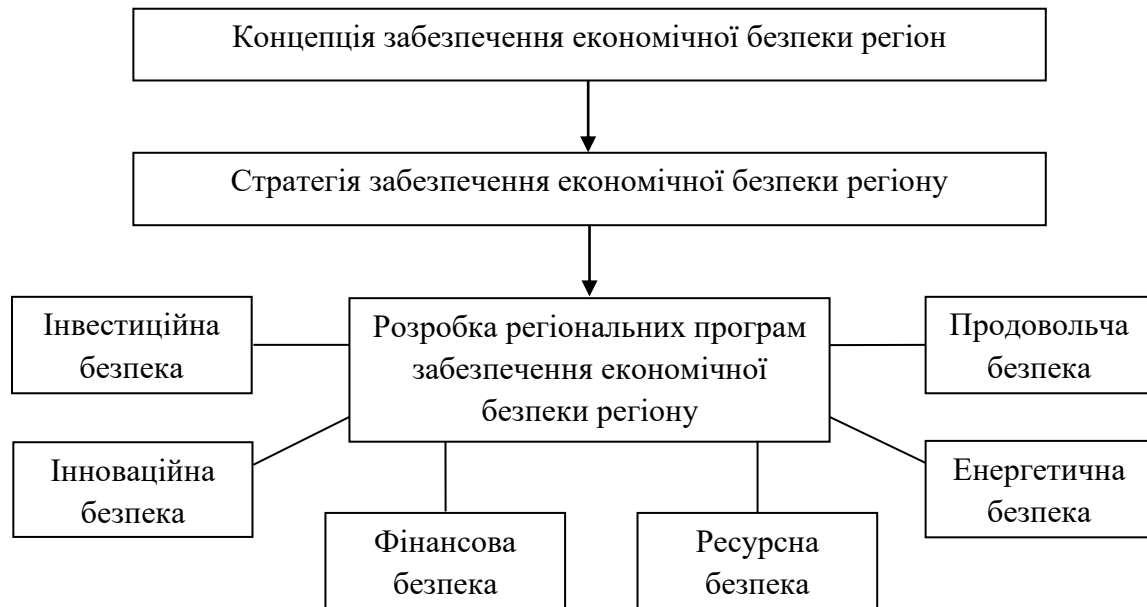 Концепція забезпечення економічної безпеки регіон
Стратегія забезпечення економічної безпеки регіону
Інвестиційна
безпека
Розробка регіональних програм
забезпечення економічної
безпеки регіону
Продовольча
безпека
Інноваційна
безпека
Енергетична
безпека
Фінансова
безпека
Ресурсна
безпека